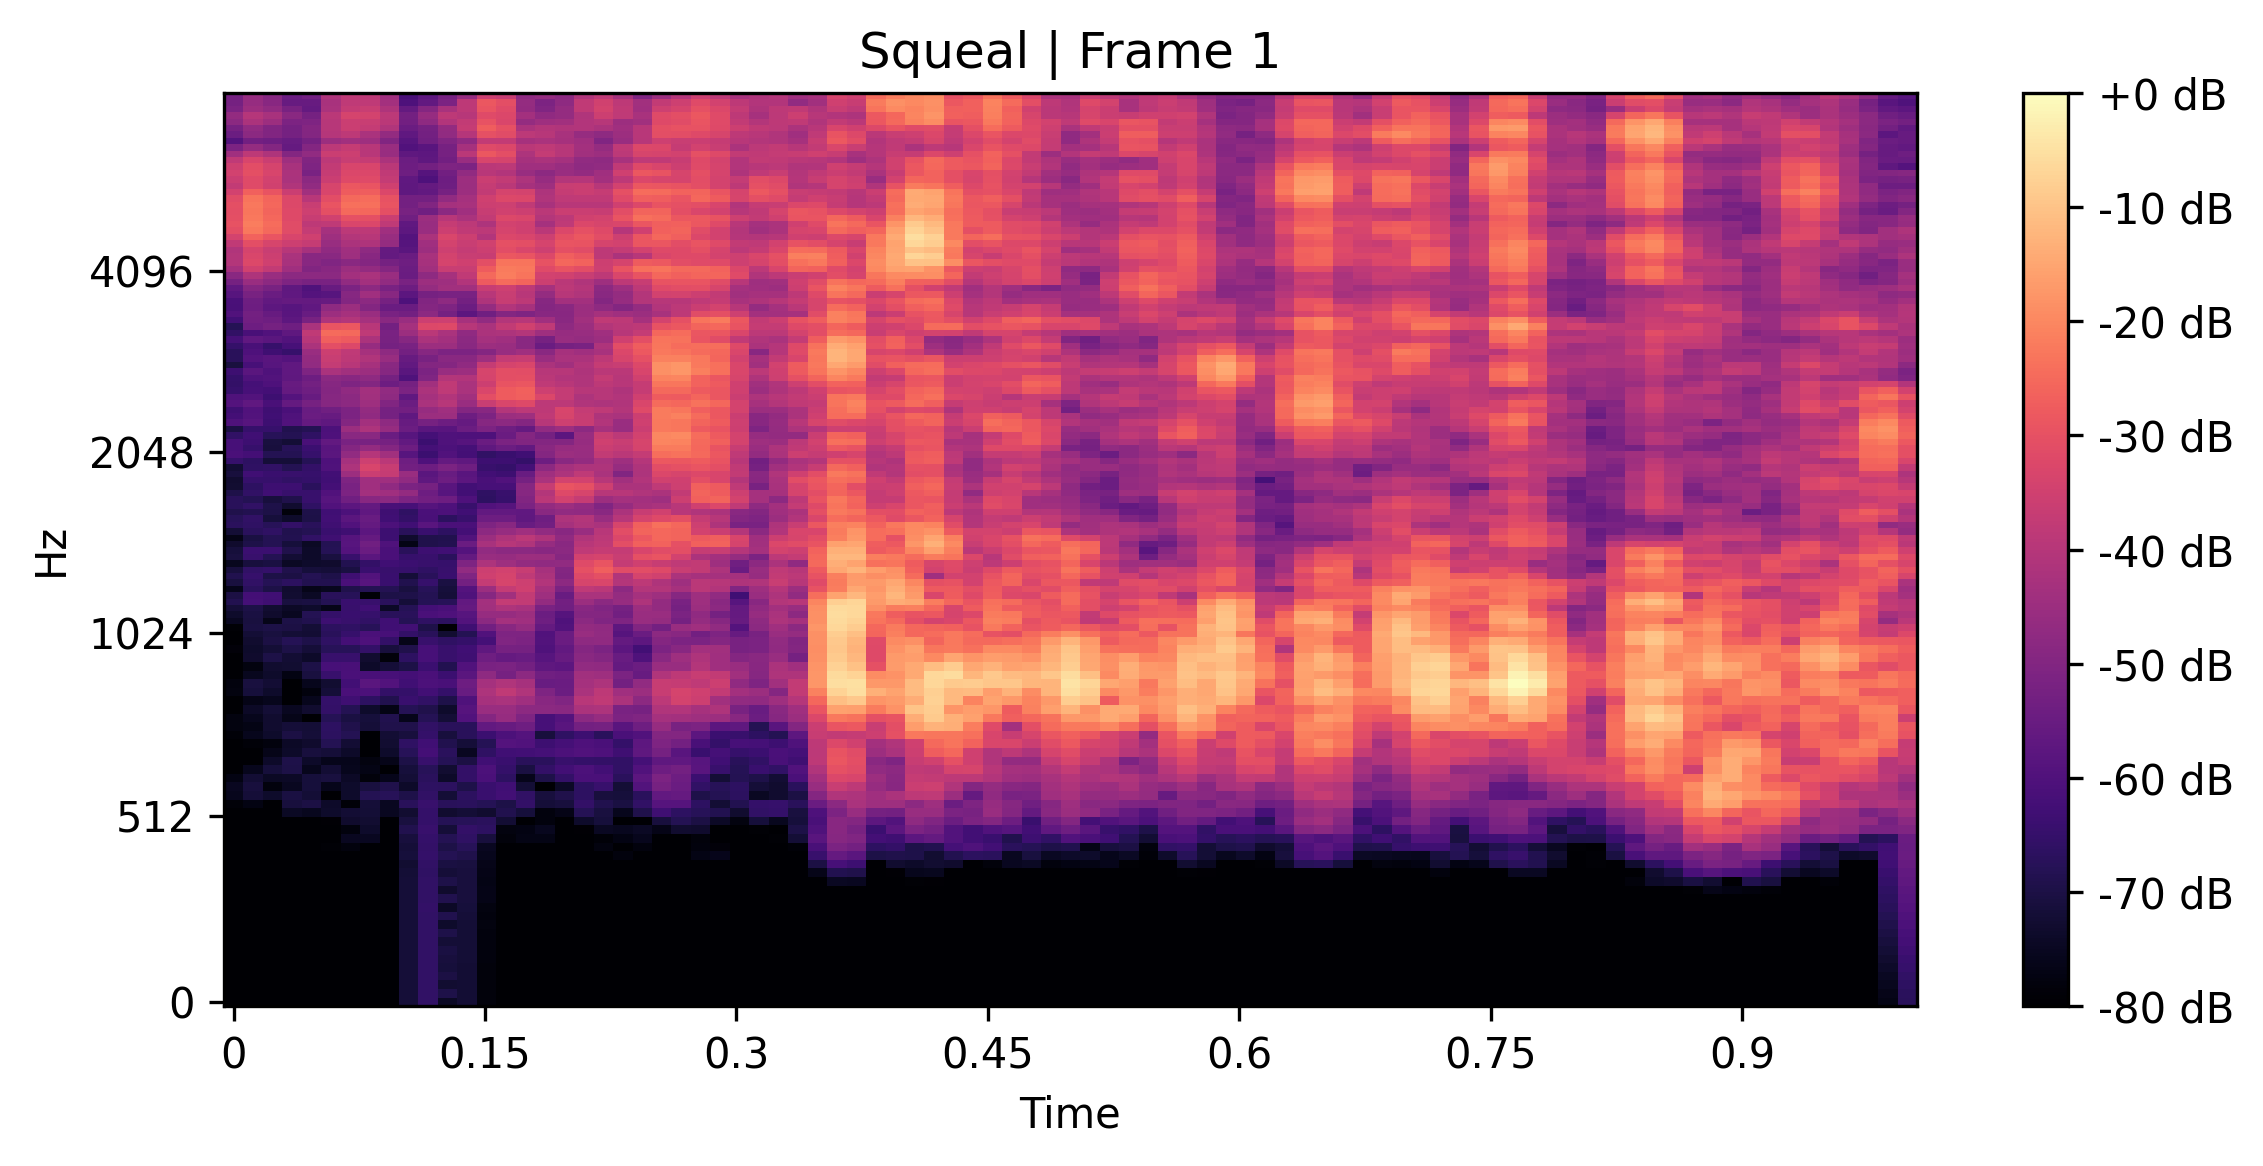 Squeal | Frame 1
Hz
4096
2048
1024
512
0
0 0.15 0.3 0.45 0.6 0.75 0.9
Time
+0 dB
-10 dB
-20 dB
-30 dB
-40 dB
-50 dB
-60 dB
-70 dB
-80 dB